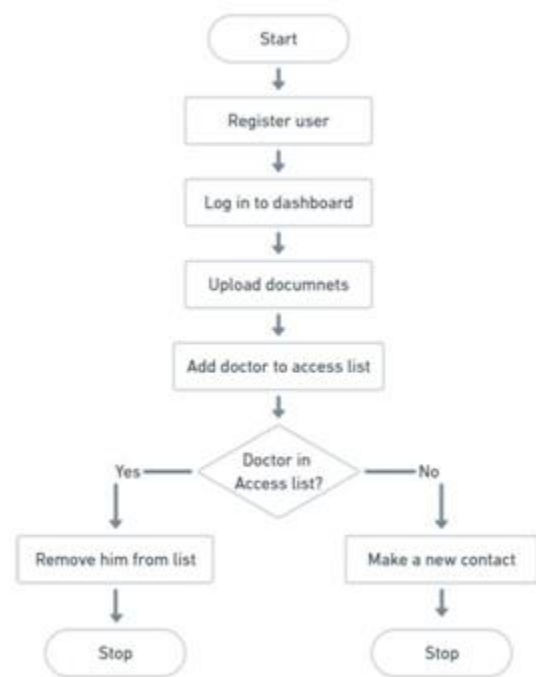 Start
Register user
Log in to dashboard
Upload documnets
Add doctor to access list
Doctor in
Access list?
Yes
No
Remove him from list
Make a new contact
Stop
Stop